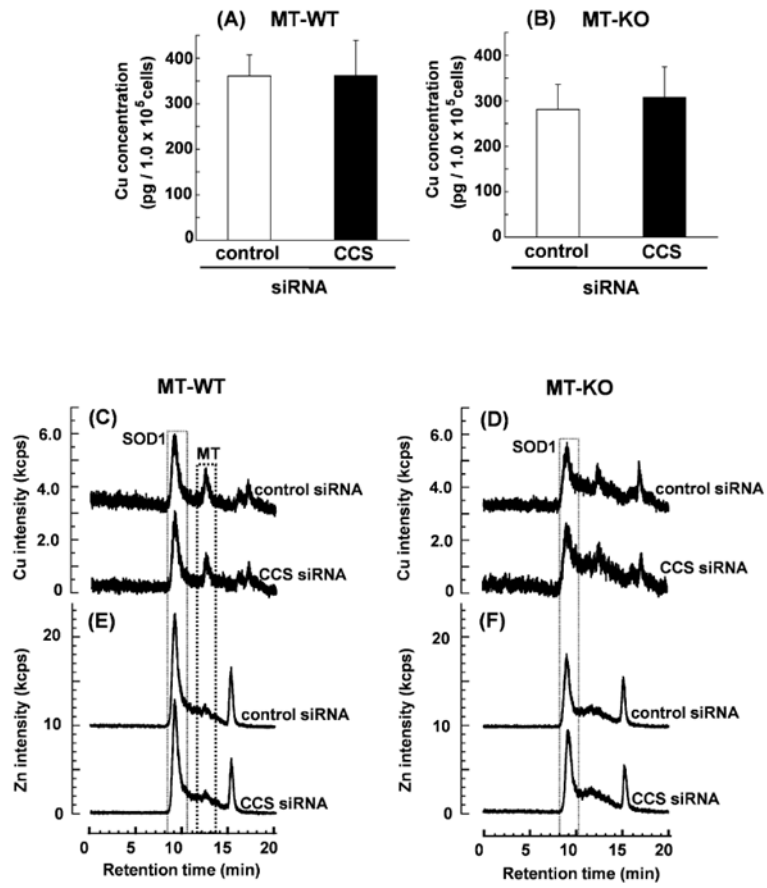 (A) MT-WT
Cu concentration
(pg / 1.0 x 10⁵cells)
400
300
200
100
0
control CCS
siRNA
(B) MT-KO
Cu concentration
(pg / 1.0 x 10⁵cells)
400
300
200
100
0
control CCS
siRNA
MT-WT
(C)
Cu intensity (kcps)
6.0
4.0
2.0
0
SOD1
MT
control siRNA
CCS siRNA
(E)
Zn intensity (kcps)
20
10
0
control siRNA
CCS siRNA
0 10 20
Retention time (min)
MT-KO
(D)
Cu intensity (kcps)
6.0
4.0
2.0
0
SOD1
control siRNA
CCS siRNA
(F)
Zn intensity (kcps)
20
10
0
control siRNA
CCS siRNA
0 10 20
Retention time (min)